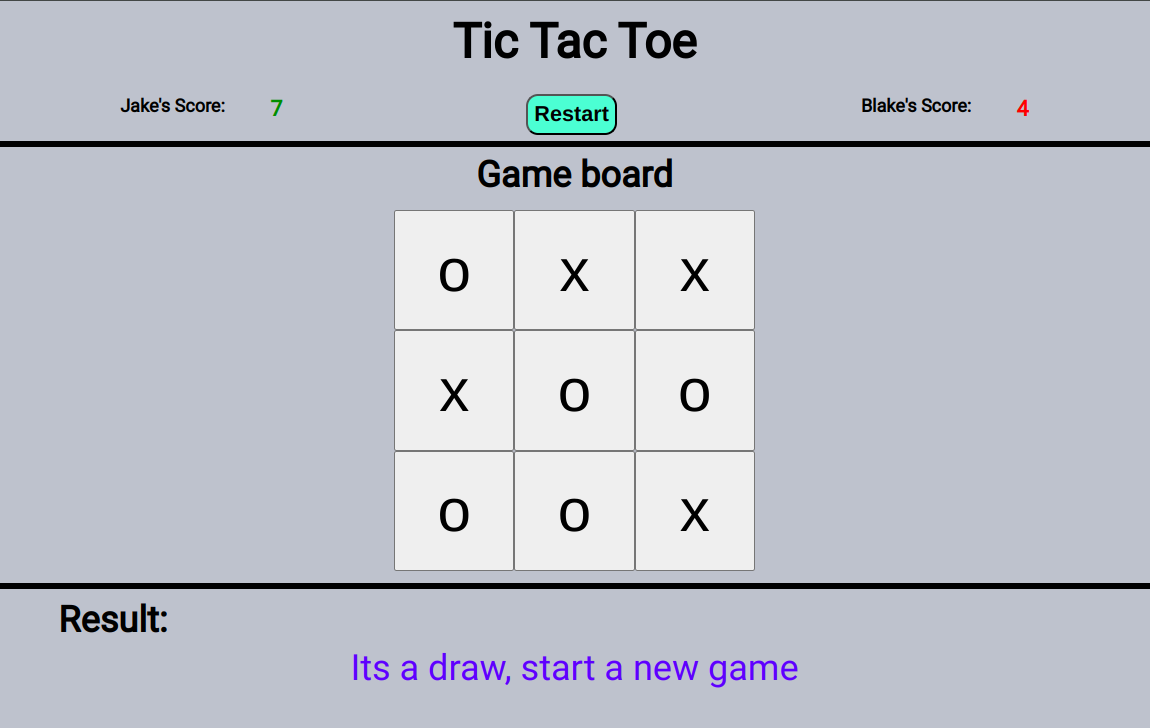 Tic Tac Toe
Jake's Score: 7 Restart Blake's Score: 4
Game board
o x x
x o o
o o x
Result:
Its a draw, start a new game